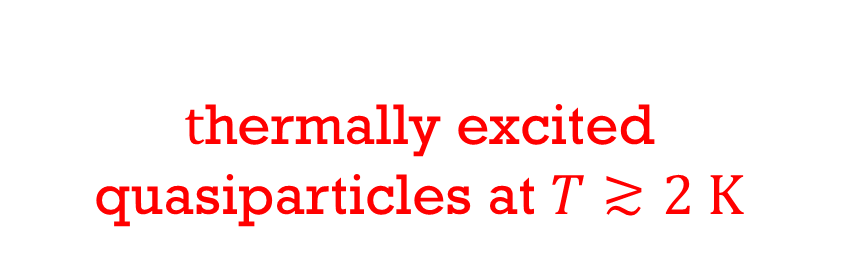 thermally excited
quasiparticles at 𝑇 ≳ 2 K